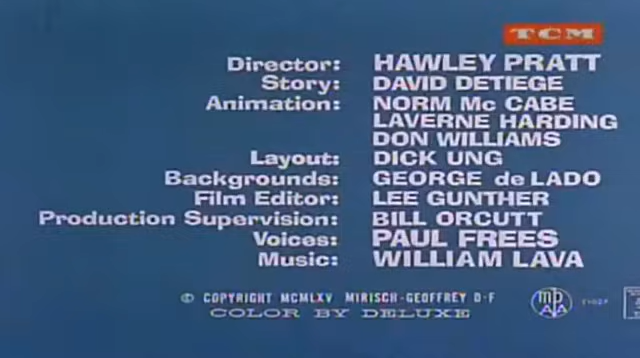 TCM
Director: HAWLEY PRATT
Story: DAVID DETIEGE
Animation: NORM Mc CABE
LAVERNE HARDING
DON WILLIAMS
Layout: DICK UNG
Backgrounds: GEORGE de LADO
Film Editor: LEE GUNTHER
Production Supervision: BILL ORCUTT
Voices: PAUL FREES
Music: WILLIAM LAVA
© COPYRIGHT MCMLXV MIRISCH-GEOFFREY D-F
COLOR BY DELUXE